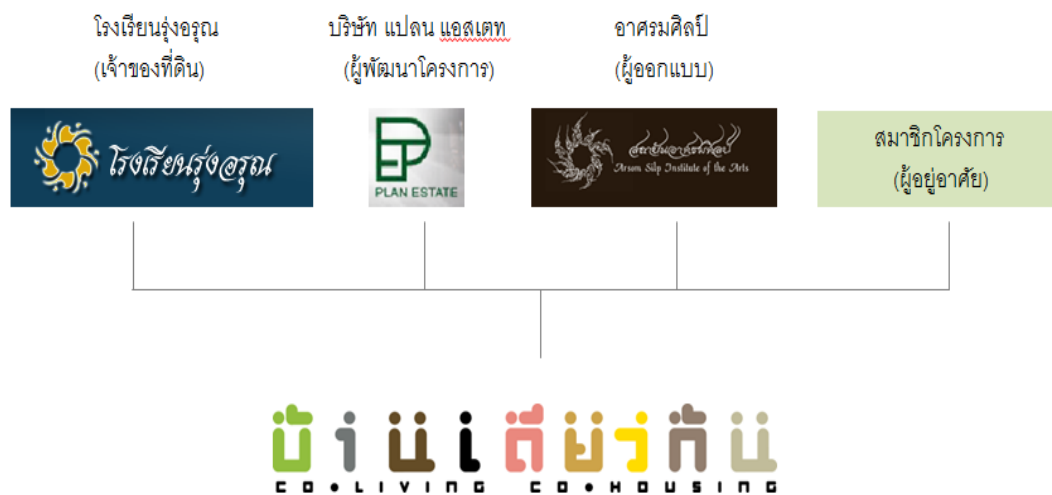 โรงเรียนรุ่งอรุณ
(เจ้าของที่ดิน)
บริษัท แปลน แอสเตท
(ผู้พัฒนาโครงการ)
อาศรมศิลป์
(ผู้ออกแบบ)
โรงเรียนรุ่งอรุณ
PLAN ESTATE
สถาบันอาศรมศิลป์
Arsom Silp Institute of the Arts
สมาชิกโครงการ
(ผู้อยู่อาศัย)
บ้านเดียวกัน
CO•LIVING CO•HOUSING